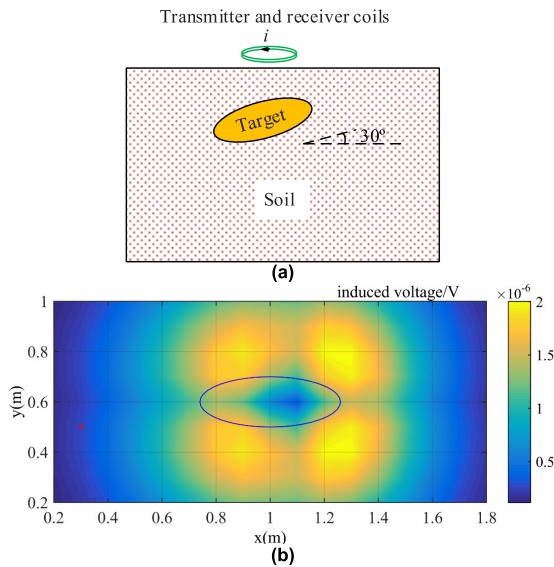 Transmitter and receiver coils
i
Target
30º
Soil
(a)
induced voltage/V
×10⁻⁶
1
0.8
0.6
0.4
0.2
y(m)
0.2 0.4 0.6 0.8 1 1.2 1.4 1.6 1.8
x(m)
2
1.5
1
0.5
(b)